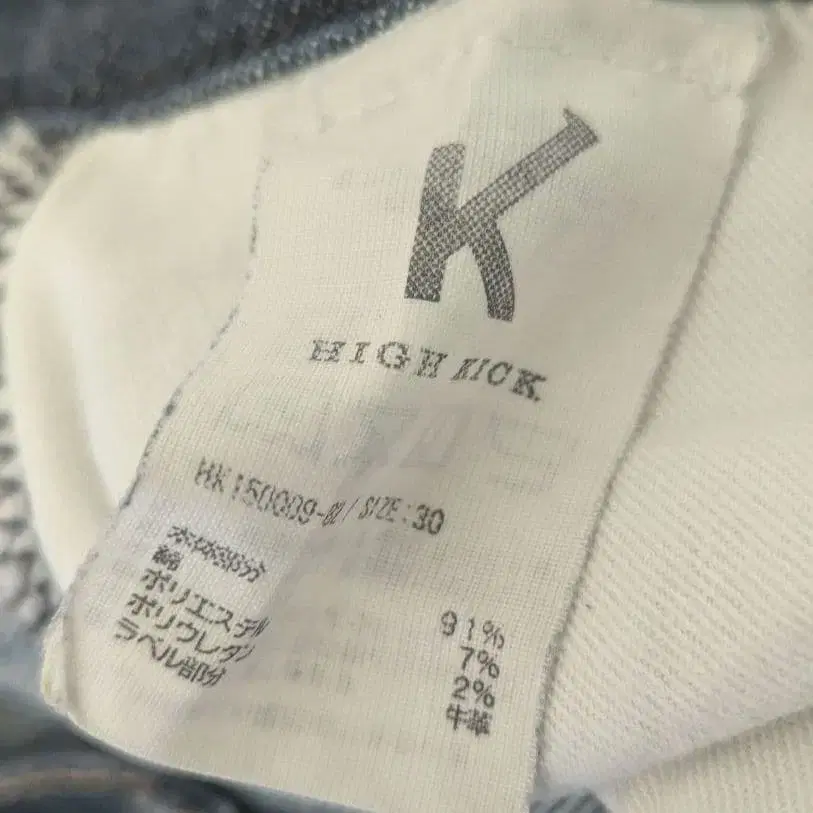 K
HIGH KICK.
HK150009-82/SIZE:30
本体部分
綿 91%
ポリエステル 7%
ポリウレタン 2%
ラベル部分 牛革